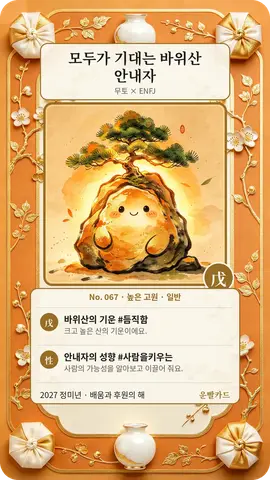 모두가 기대는 바위산
안내자
무토 × ENFJ
戊
No. 067 · 높은 고원 · 일반
戊 바위산의 기운 #듬직함
크고 높은 산의 기운이에요.
性 안내자의 성향 #사람을키우는
사람의 가능성을 알아보고 이끌어 줘요.
2027 정미년 · 배움과 후원의 해 운빨카드